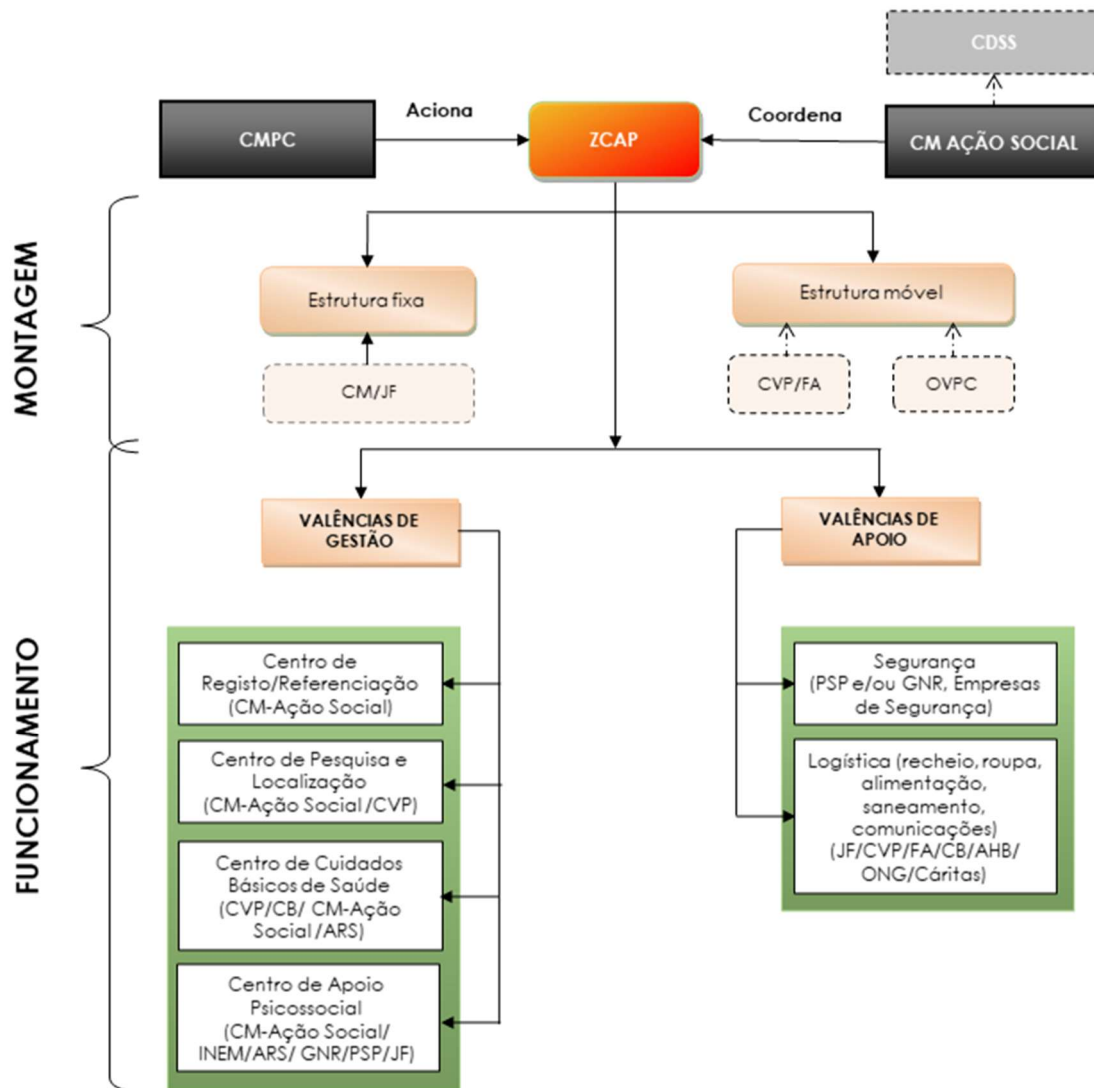 CDSS
CMPC
Aciona
ZCAP
Coordena
CM AÇÃO SOCIAL
MONTAGEM
Estrutura fixa
Estrutura móvel
CM/JF
CVP/FA
OVPC
FUNCIONAMENTO
VALÊNCIAS DE
GESTÃO
VALÊNCIAS DE
APOIO
Centro de
Registo/Referenciação
(CM-Ação Social)
Centro de Pesquisa e
Localização
(CM-Ação Social /CVP)
Centro de Cuidados
Básicos de Saúde
(CVP/CB/ CM-Ação
Social /ARS)
Centro de Apoio
Psicossocial
(CM-Ação Social/
INEM/ARS/ GNR/PSP/JF)
Segurança
(PSP e/ou GNR, Empresas
de Segurança)
Logística (recheio, roupa,
alimentação,
saneamento,
comunicações)
(JF/CVP/FA/CB/AHB/
ONG/Cáritas)